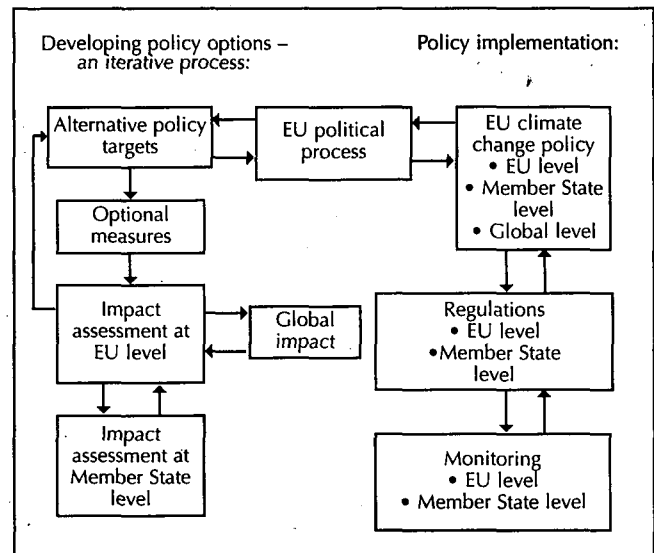 Developing policy options –
an iterative process:
Policy implementation:
Alternative policy
targets
EU political
process
EU climate
change policy
• EU level
• Member State
level
• Global level
Optional
measures
Impact
assessment at
EU level
Global
impact
Regulations
• EU level
•Member State
level
Impact
assessment at
Member State
level
Monitoring
• EU level
• Member State level